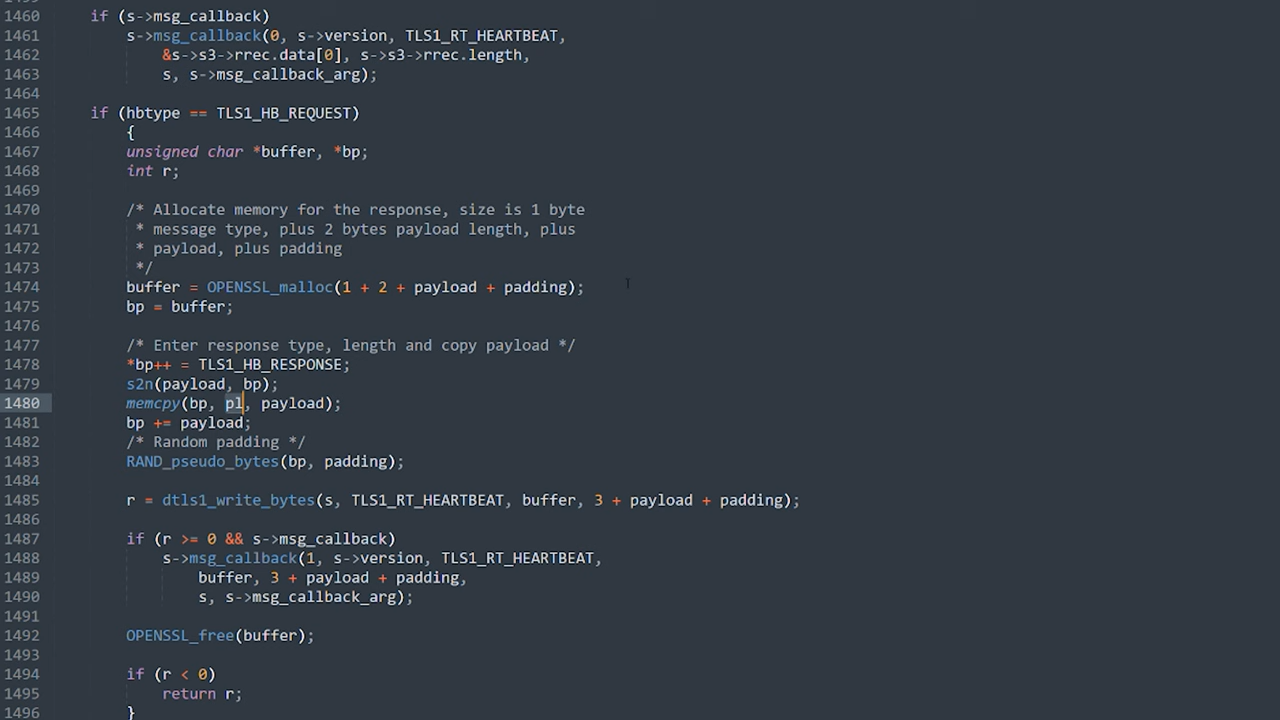 1460 if (s->msg_callback)
1461 s->msg_callback(0, s->version, TLS1_RT_HEARTBEAT,
1462 &s->s3->rrec.data[0], s->s3->rrec.length,
1463 s, s->msg_callback_arg);
1464
1465 if (hbtype == TLS1_HB_REQUEST)
1466 {
1467 unsigned char *buffer, *bp;
1468 int r;
1469
1470 /* Allocate memory for the response, size is 1 byte
1471 * message type, plus 2 bytes payload length, plus
1472 * payload, plus padding
1473 */
1474 buffer = OPENSSL_malloc(1 + 2 + payload + padding);
1475 bp = buffer;
1476
1477 /* Enter response type, length and copy payload */
1478 *bp++ = TLS1_HB_RESPONSE;
1479 s2n(payload, bp);
1480 memcpy(bp, pl, payload);
1481 bp += payload;
1482 /* Random padding */
1483 RAND_pseudo_bytes(bp, padding);
1484
1485 r = dtls1_write_bytes(s, TLS1_RT_HEARTBEAT, buffer, 3 + payload + padding);
1486
1487 if (r >= 0 && s->msg_callback)
1488 s->msg_callback(1, s->version, TLS1_RT_HEARTBEAT,
1489 buffer, 3 + payload + padding,
1490 s, s->msg_callback_arg);
1491
1492 OPENSSL_free(buffer);
1493
1494 if (r < 0)
1495 return r;
1496 }